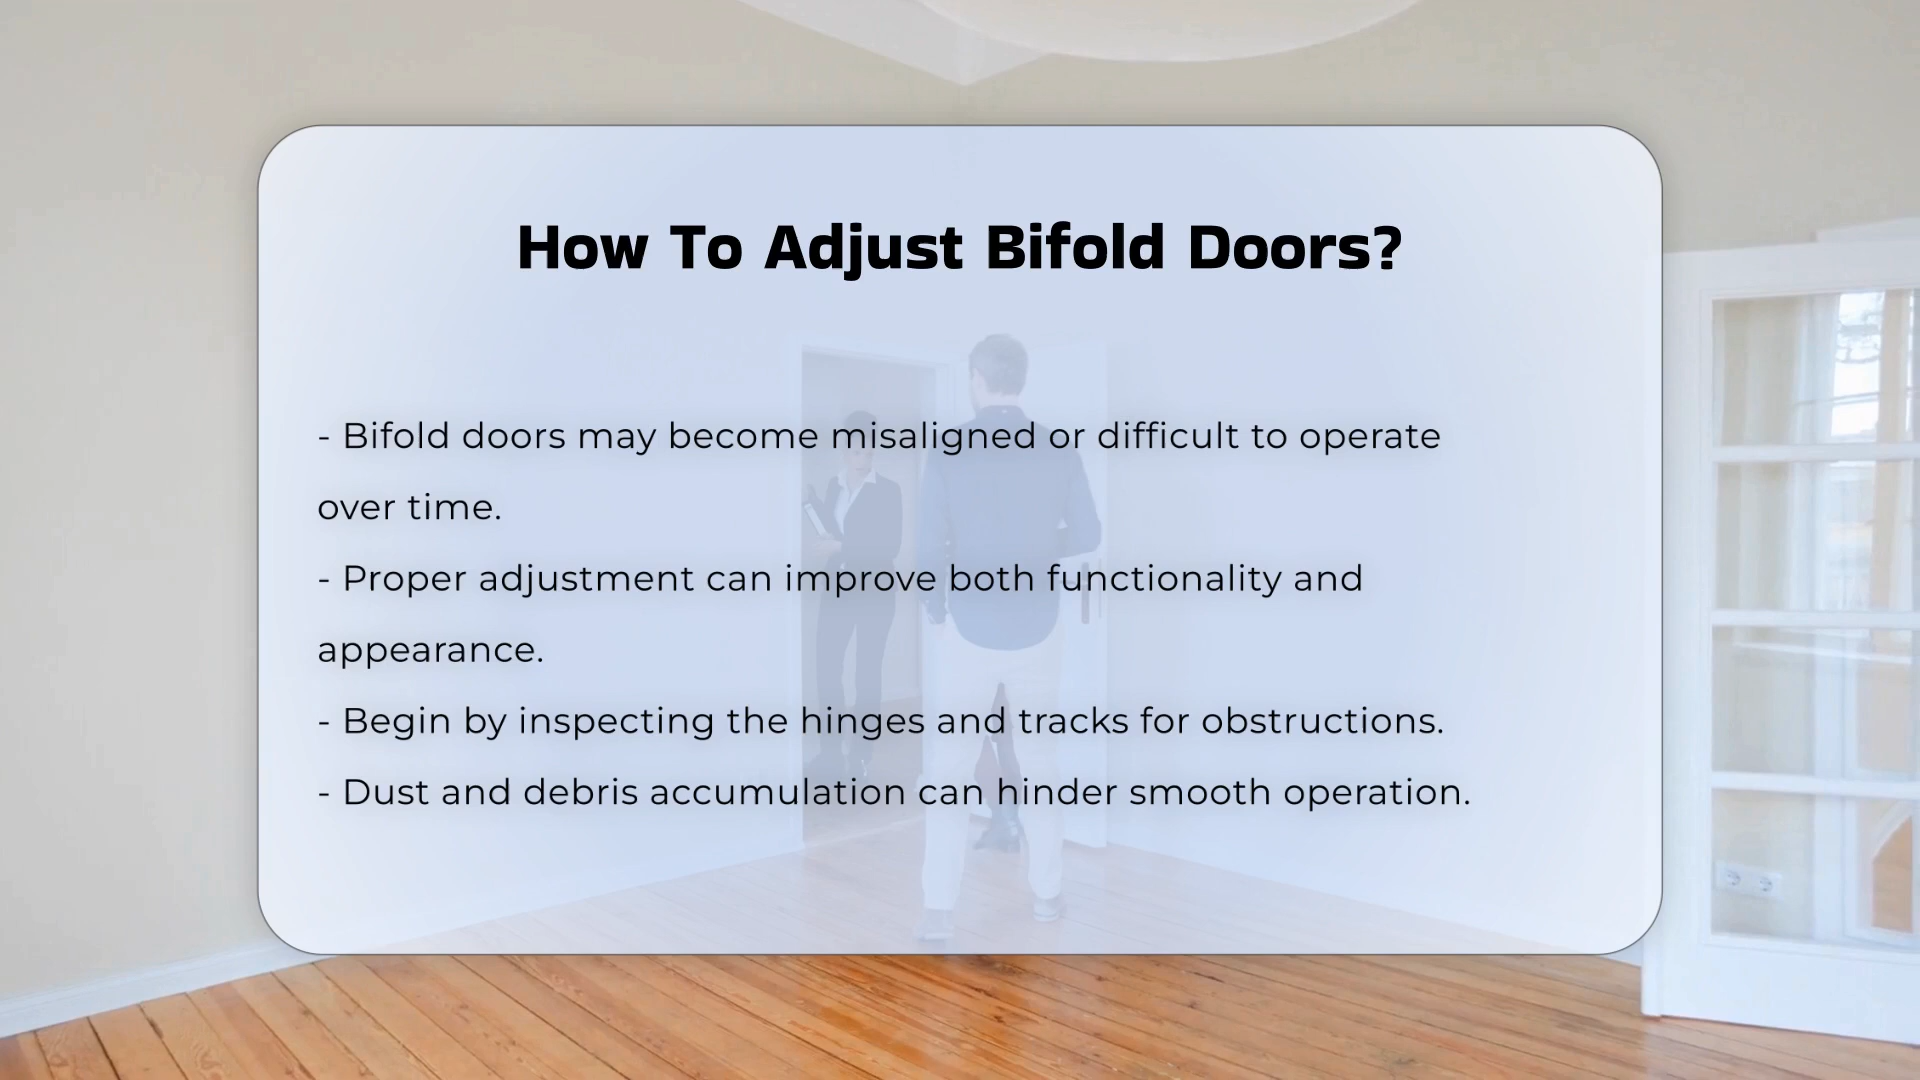 How To Adjust Bifold Doors?
- Bifold doors may become misaligned or difficult to operate
over time.
- Proper adjustment can improve both functionality and
appearance.
- Begin by inspecting the hinges and tracks for obstructions.
- Dust and debris accumulation can hinder smooth operation.